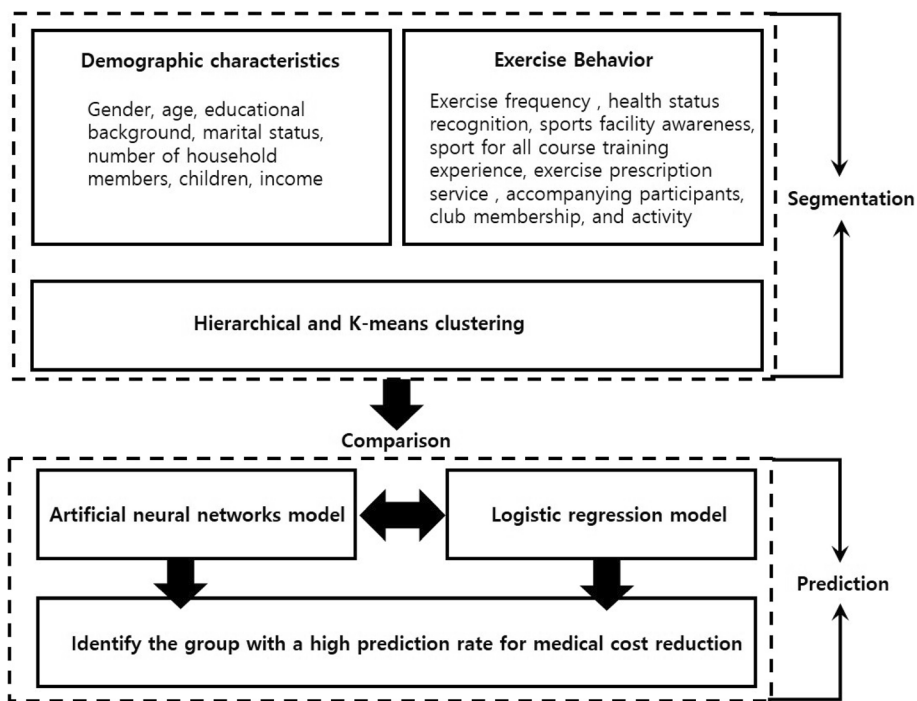 Demographic characteristics
Gender, age, educational
background, marital status,
number of household
members, children, income
Exercise Behavior
Exercise frequency , health status
recognition, sports facility awareness,
sport for all course training
experience, exercise prescription
service , accompanying participants,
club membership, and activity
Segmentation
Hierarchical and K-means clustering
Comparison
Artificial neural networks model
Logistic regression model
Prediction
Identify the group with a high prediction rate for medical cost reduction